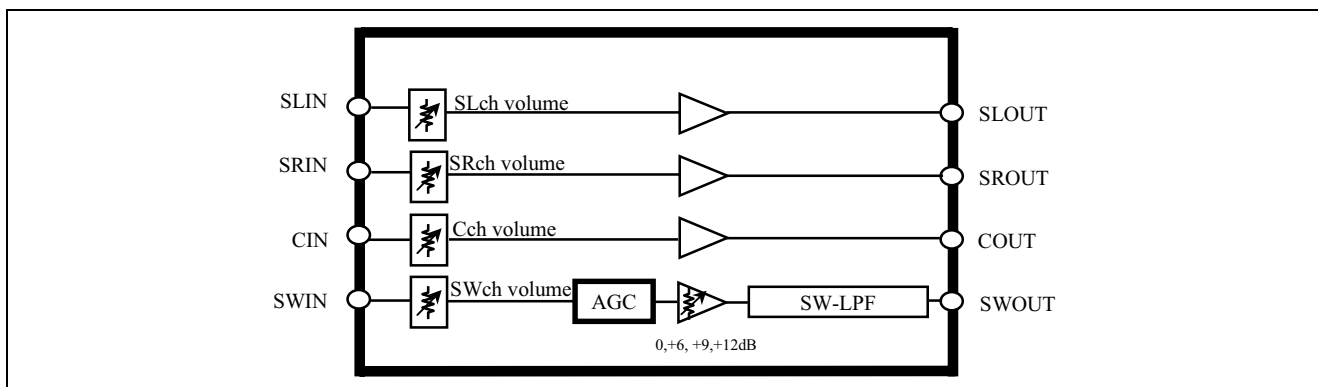 SLIN SLch volume SLOUT
SRIN SRch volume SROUT
CIN Cch volume COUT
SWIN SWch volume AGC SW-LPF SWOUT
0,+6, +9,+12dB